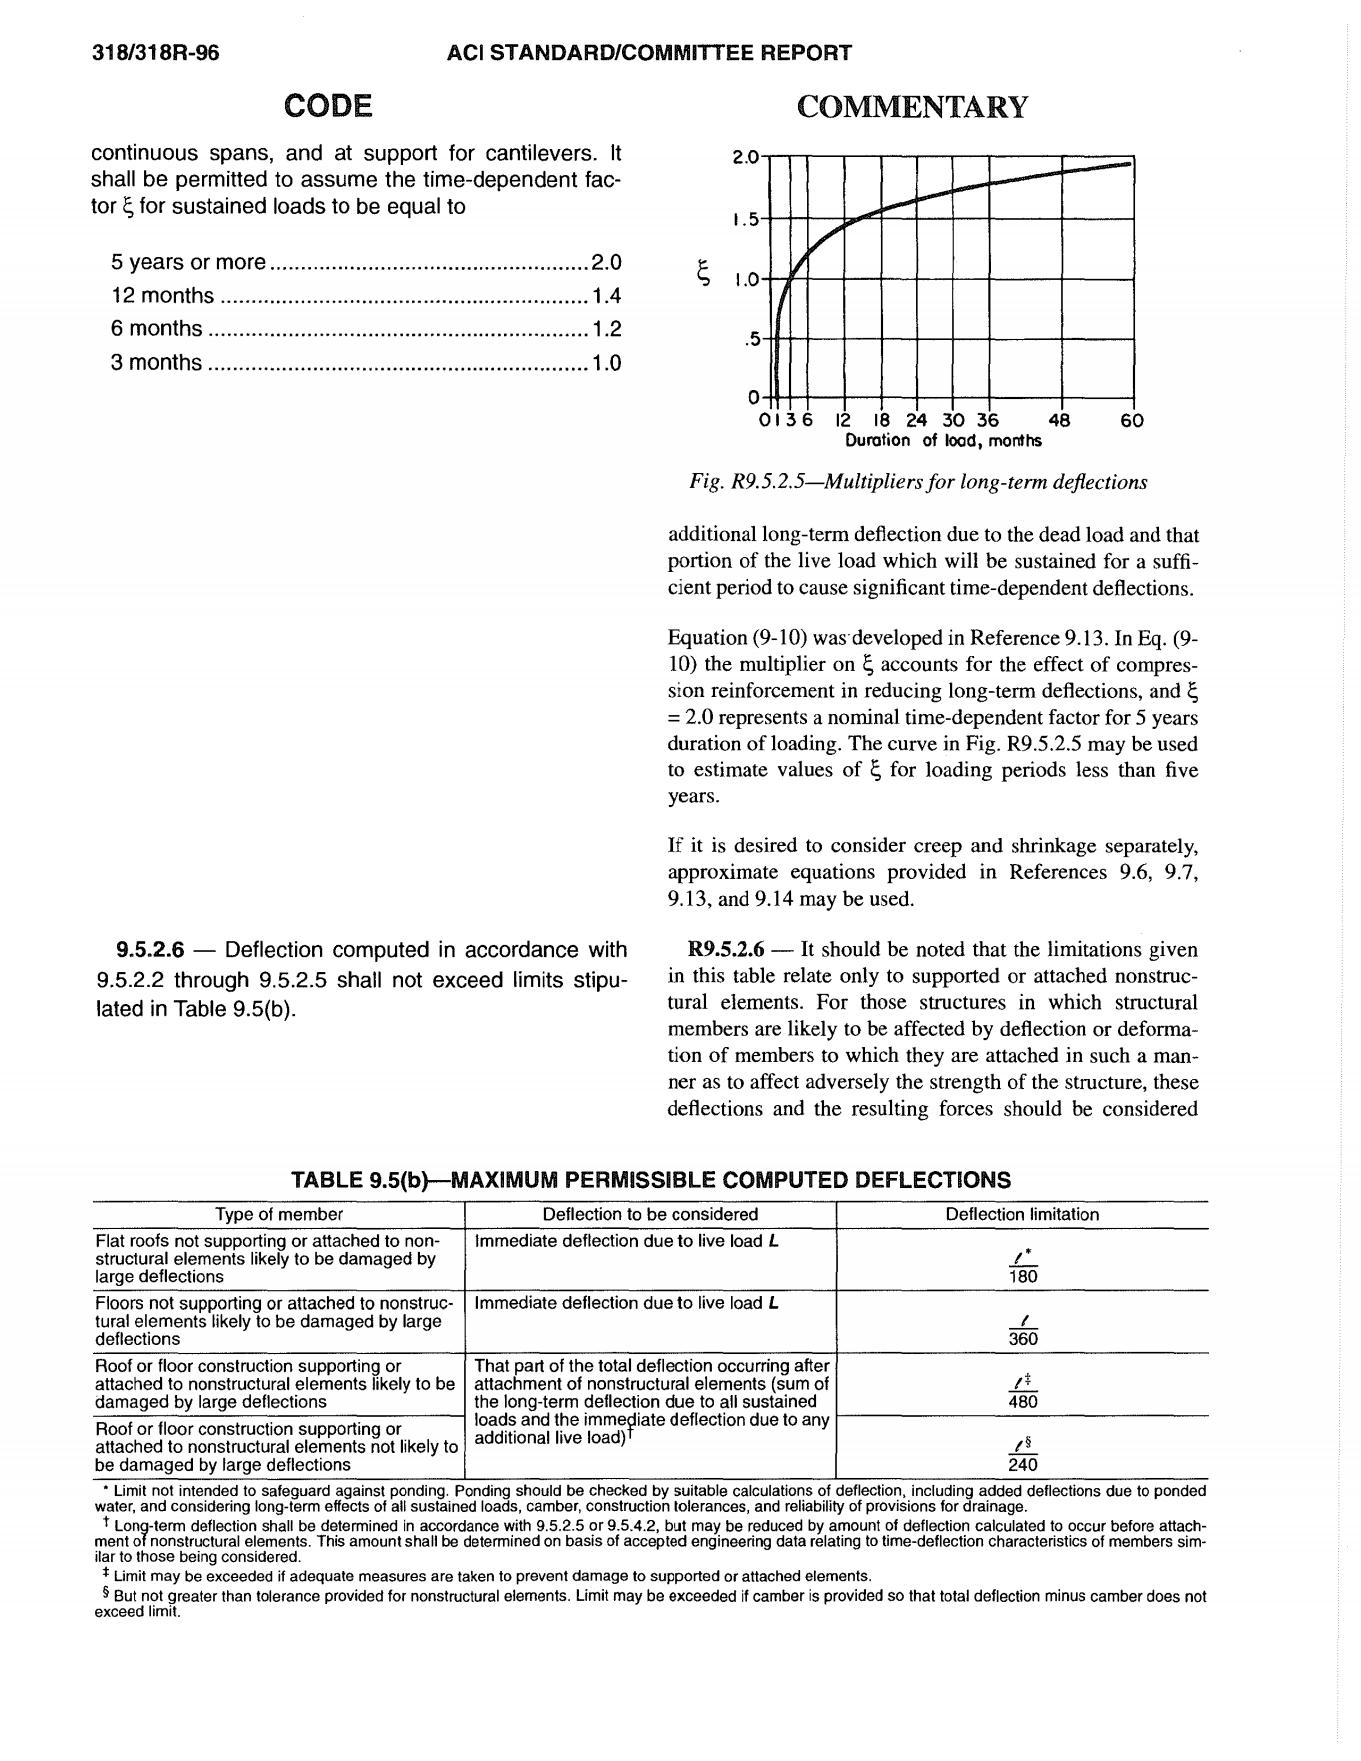 318/318R-96
ACI STANDARD/COMMITTEE REPORT
CODE
continuous spans, and at support for cantilevers. It
shall be permitted to assume the time-dependent fac-
tor ξ for sustained loads to be equal to
5 years or more....................................................2.0
12 months ............................................................ 1.4
6 months .............................................................. 1.2
3 months .............................................................. 1.0
COMMENTARY
2.0
1.5
ξ
1.0
.5
0
0 1 3 6 12 18 24 30 36 48 60
Duration of load, months
Fig. R9.5.2.5—Multipliers for long-term deflections
additional long-term deflection due to the dead load and that
portion of the live load which will be sustained for a suffi-
cient period to cause significant time-dependent deflections.
Equation (9-10) was developed in Reference 9.13. In Eq. (9-
10) the multiplier on ξ accounts for the effect of compres-
sion reinforcement in reducing long-term deflections, and ξ
= 2.0 represents a nominal time-dependent factor for 5 years
duration of loading. The curve in Fig. R9.5.2.5 may be used
to estimate values of ξ for loading periods less than five
years.
If it is desired to consider creep and shrinkage separately,
approximate equations provided in References 9.6, 9.7,
9.13, and 9.14 may be used.
9.5.2.6 — Deflection computed in accordance with
9.5.2.2 through 9.5.2.5 shall not exceed limits stipu-
lated in Table 9.5(b).
R9.5.2.6 — It should be noted that the limitations given
in this table relate only to supported or attached nonstruc-
tural elements. For those structures in which structural
members are likely to be affected by deflection or deforma-
tion of members to which they are attached in such a man-
ner as to affect adversely the strength of the structure, these
deflections and the resulting forces should be considered
TABLE 9.5(b)—MAXIMUM PERMISSIBLE COMPUTED DEFLECTIONS
Type of member
Deflection to be considered
Deflection limitation
Flat roofs not supporting or attached to non-
structural elements likely to be damaged by
large deflections
Immediate deflection due to live load L
ℓ*
180
Floors not supporting or attached to nonstruc-
tural elements likely to be damaged by large
deflections
Immediate deflection due to live load L
ℓ
360
Roof or floor construction supporting or
attached to nonstructural elements likely to be
damaged by large deflections
That part of the total deflection occurring after
attachment of nonstructural elements (sum of
the long-term deflection due to all sustained
loads and the immediate deflection due to any
additional live load)†
ℓ‡
480
Roof or floor construction supporting or
attached to nonstructural elements not likely to
be damaged by large deflections
ℓ§
240
* Limit not intended to safeguard against ponding. Ponding should be checked by suitable calculations of deflection, including added deflections due to ponded
water, and considering long-term effects of all sustained loads, camber, construction tolerances, and reliability of provisions for drainage.
† Long-term deflection shall be determined in accordance with 9.5.2.5 or 9.5.4.2, but may be reduced by amount of deflection calculated to occur before attach-
ment of nonstructural elements. This amount shall be determined on basis of accepted engineering data relating to time-deflection characteristics of members sim-
ilar to those being considered.
‡ Limit may be exceeded if adequate measures are taken to prevent damage to supported or attached elements.
§ But not greater than tolerance provided for nonstructural elements. Limit may be exceeded if camber is provided so that total deflection minus camber does not
exceed limit.